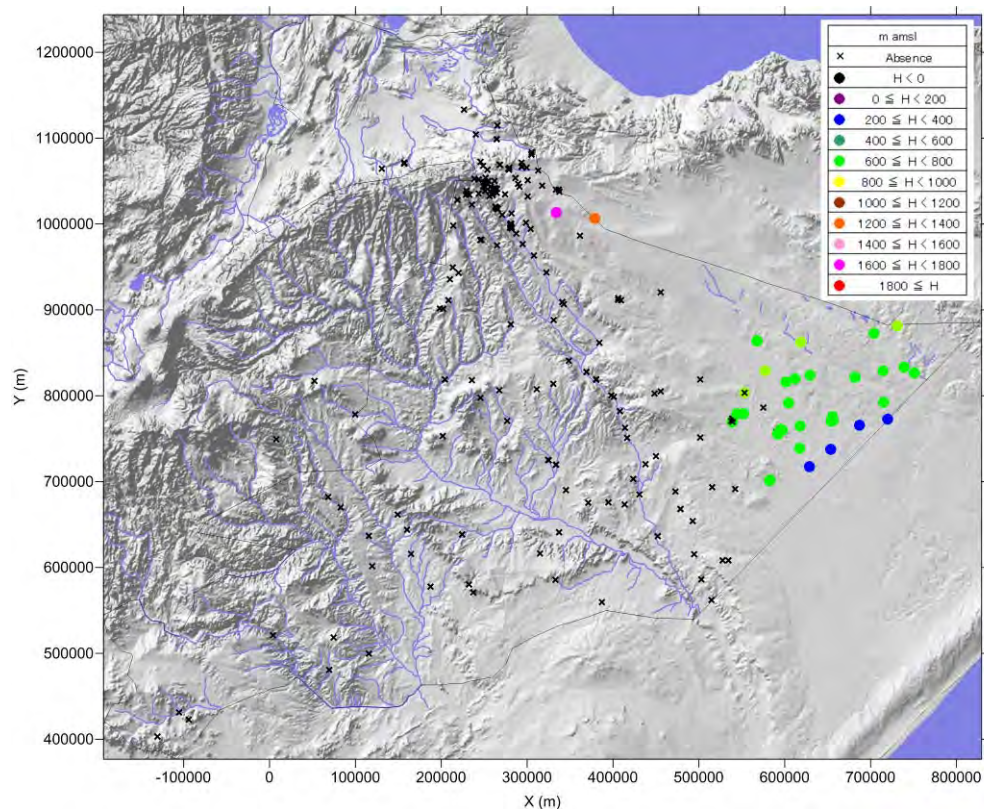 m amsl
Absence
H < 0
0 ≦ H < 200
200 ≦ H < 400
400 ≦ H < 600
600 ≦ H < 800
800 ≦ H < 1000
1000 ≦ H < 1200
1200 ≦ H < 1400
1400 ≦ H < 1600
1600 ≦ H < 1800
1800 ≦ H
1200000
1100000
1000000
900000
800000
700000
600000
500000
400000
Y (m)
-100000 0 100000 200000 300000 400000 500000 600000 700000 800000
X (m)